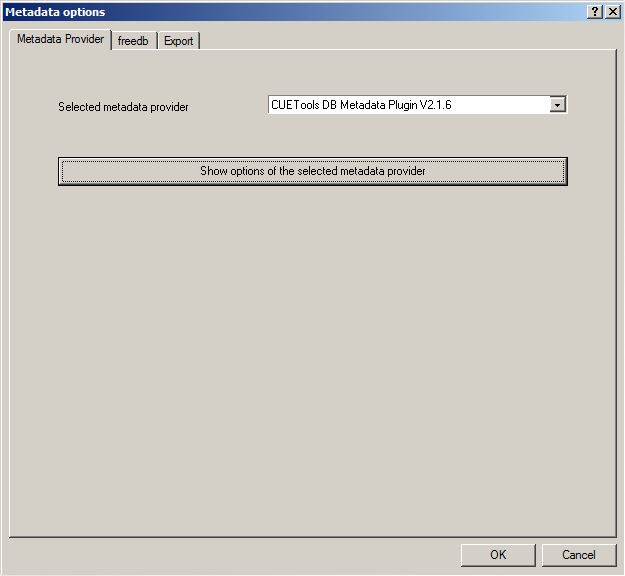 Metadata options
Metadata Provider freedb Export
Selected metadata provider CUETools DB Metadata Plugin V2.1.6
Show options of the selected metadata provider
OK Cancel